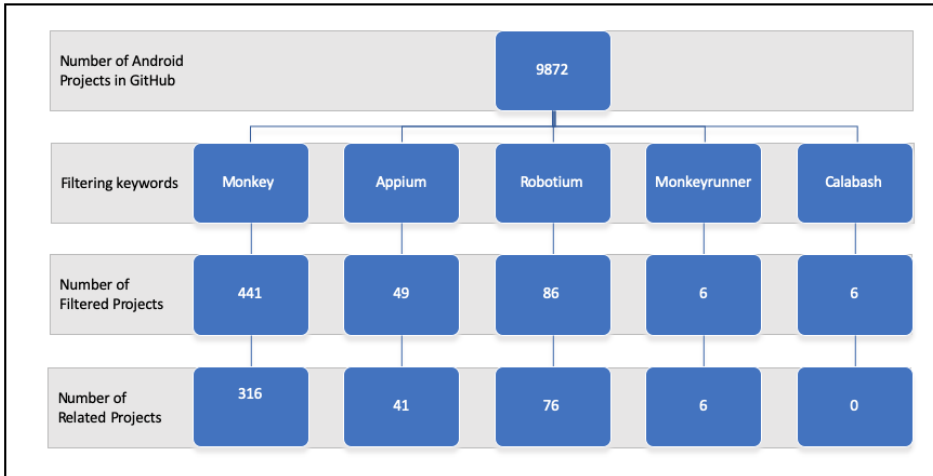 Number of Android
Projects in GitHub
9872
Filtering keywords
Monkey
Appium
Robotium
Monkeyrunner
Calabash
Number of
Filtered Projects
441
49
86
6
6
Number of
Related Projects
316
41
76
6
0